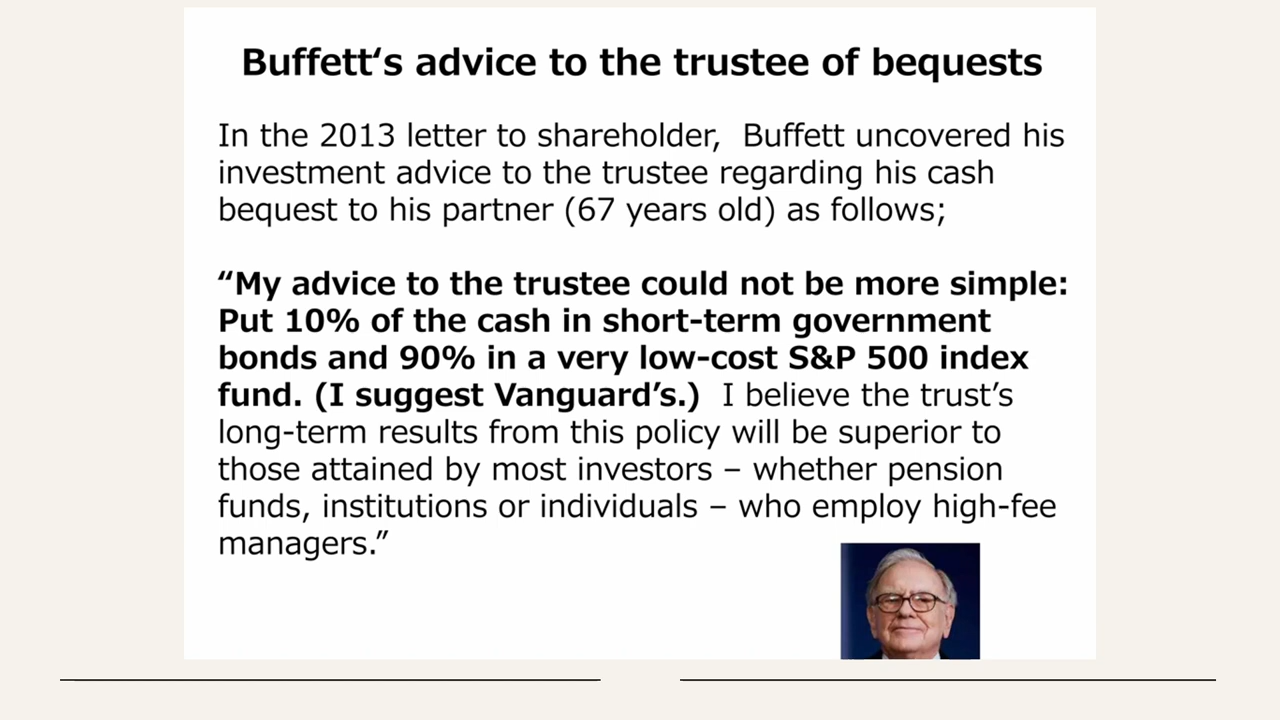 Buffett‘s advice to the trustee of bequests
In the 2013 letter to shareholder,  Buffett uncovered his
investment advice to the trustee regarding his cash
bequest to his partner (67 years old) as follows;
“My advice to the trustee could not be more simple:
Put 10% of the cash in short-term government
bonds and 90% in a very low-cost S&P 500 index
fund. (I suggest Vanguard’s.)  I believe the trust’s
long-term results from this policy will be superior to
those attained by most investors – whether pension
funds, institutions or individuals – who employ high-fee
managers.”